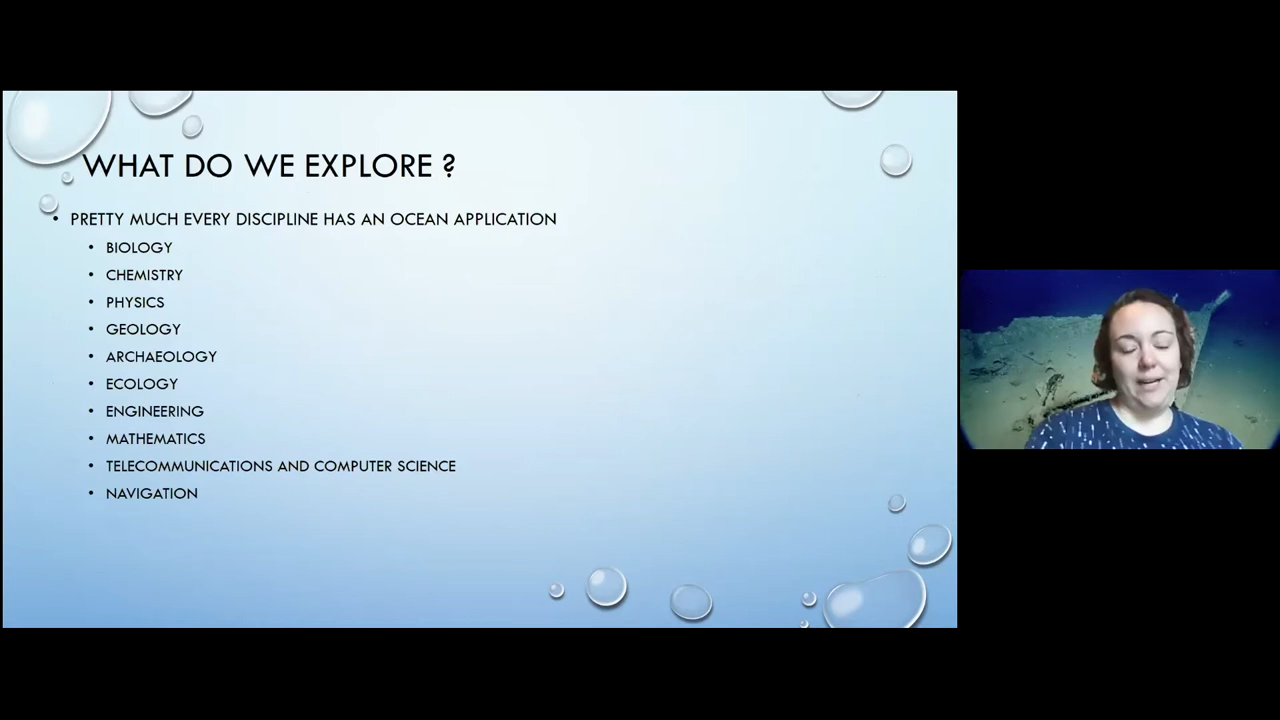 WHAT DO WE EXPLORE ?
• PRETTY MUCH EVERY DISCIPLINE HAS AN OCEAN APPLICATION
• BIOLOGY
• CHEMISTRY
• PHYSICS
• GEOLOGY
• ARCHAEOLOGY
• ECOLOGY
• ENGINEERING
• MATHEMATICS
• TELECOMMUNICATIONS AND COMPUTER SCIENCE
• NAVIGATION